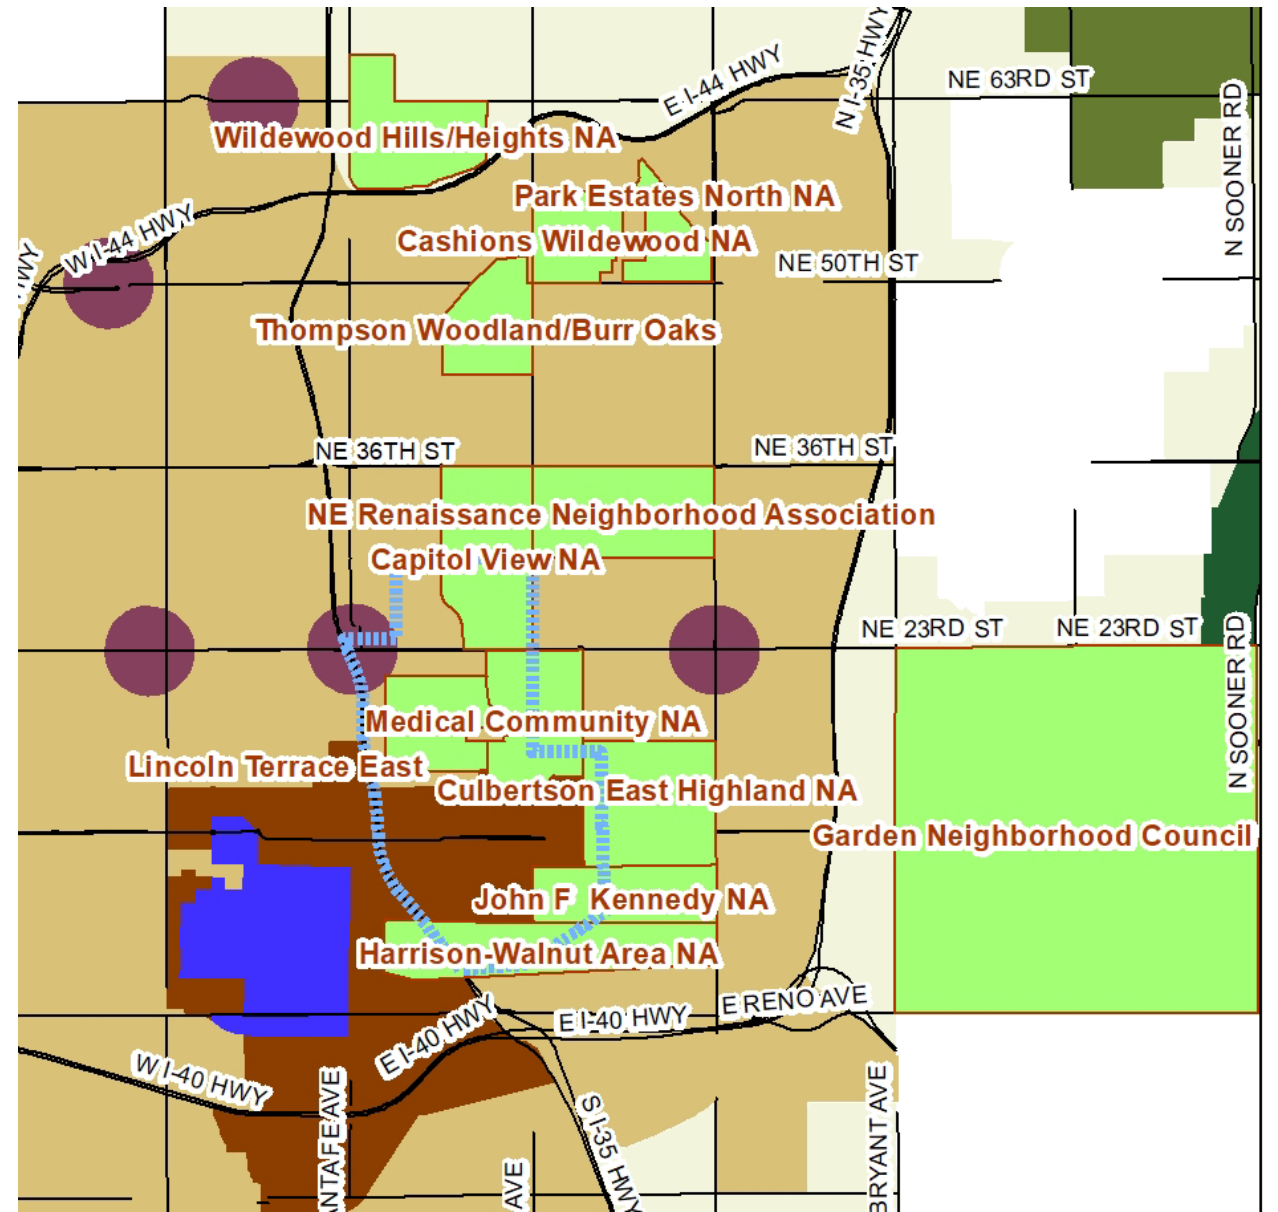 N I-35 HWY
E I-44 HWY
NE 63RD ST
Wildewood Hills/Heights NA
N SOONER RD
Park Estates North NA
W I-44 HWY
Cashions Wildewood NA
HWY
NE 50TH ST
Thompson Woodland/Burr Oaks
NE 36TH ST
NE 36TH ST
NE Renaissance Neighborhood Association
Capitol View NA
NE 23RD ST
NE 23RD ST
N SOONER RD
Medical Community NA
Lincoln Terrace East
Culbertson East Highland NA
Garden Neighborhood Council
John F Kennedy NA
Harrison-Walnut Area NA
E RENO AVE
E I-40 HWY
E I-40 HWY
W I-40 HWY
ANTA FE AVE
AVE
S I-35 HWY
BRYANT AVE